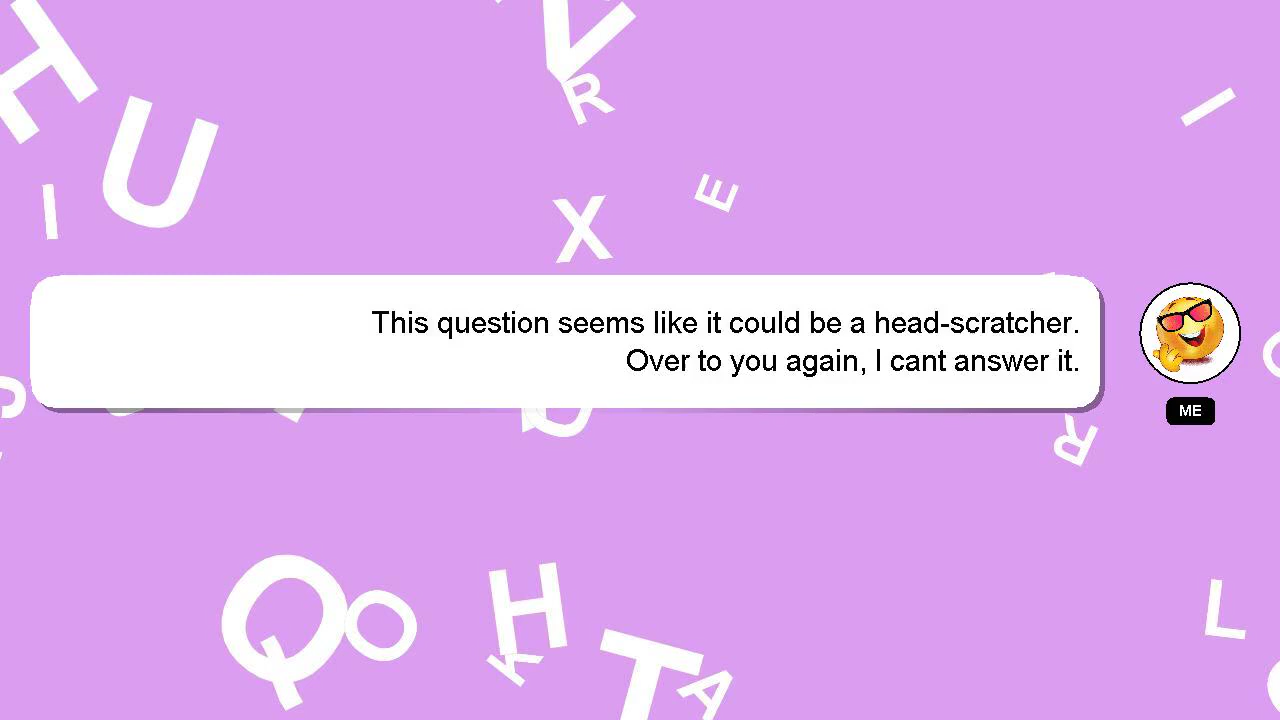 This question seems like it could be a head-scratcher.
Over to you again, I cant answer it.
ME
H
U
I
V
R
E
X
I
R
Q
O
H
K
T
A
L